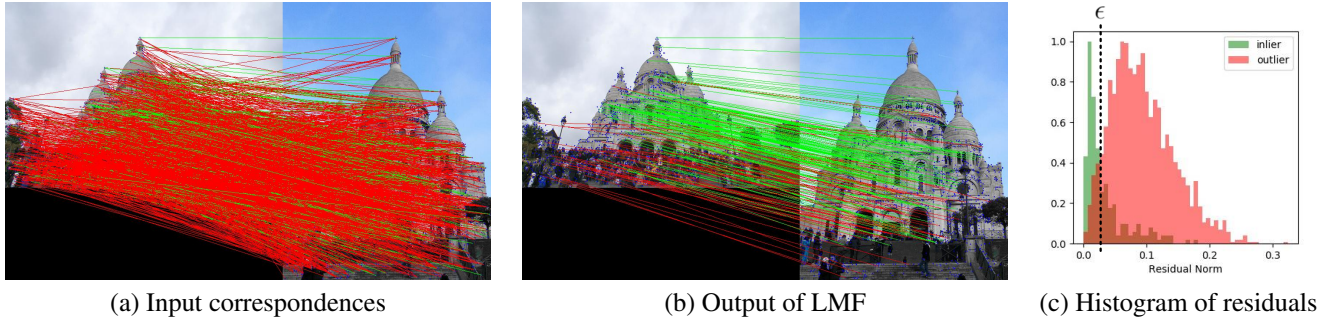 ϵ
1.0
0.8
0.6
0.4
0.2
0.0
inlier
outlier
0.0 0.1 0.2 0.3
Residual Norm
(a) Input correspondences
(b) Output of LMF
(c) Histogram of residuals